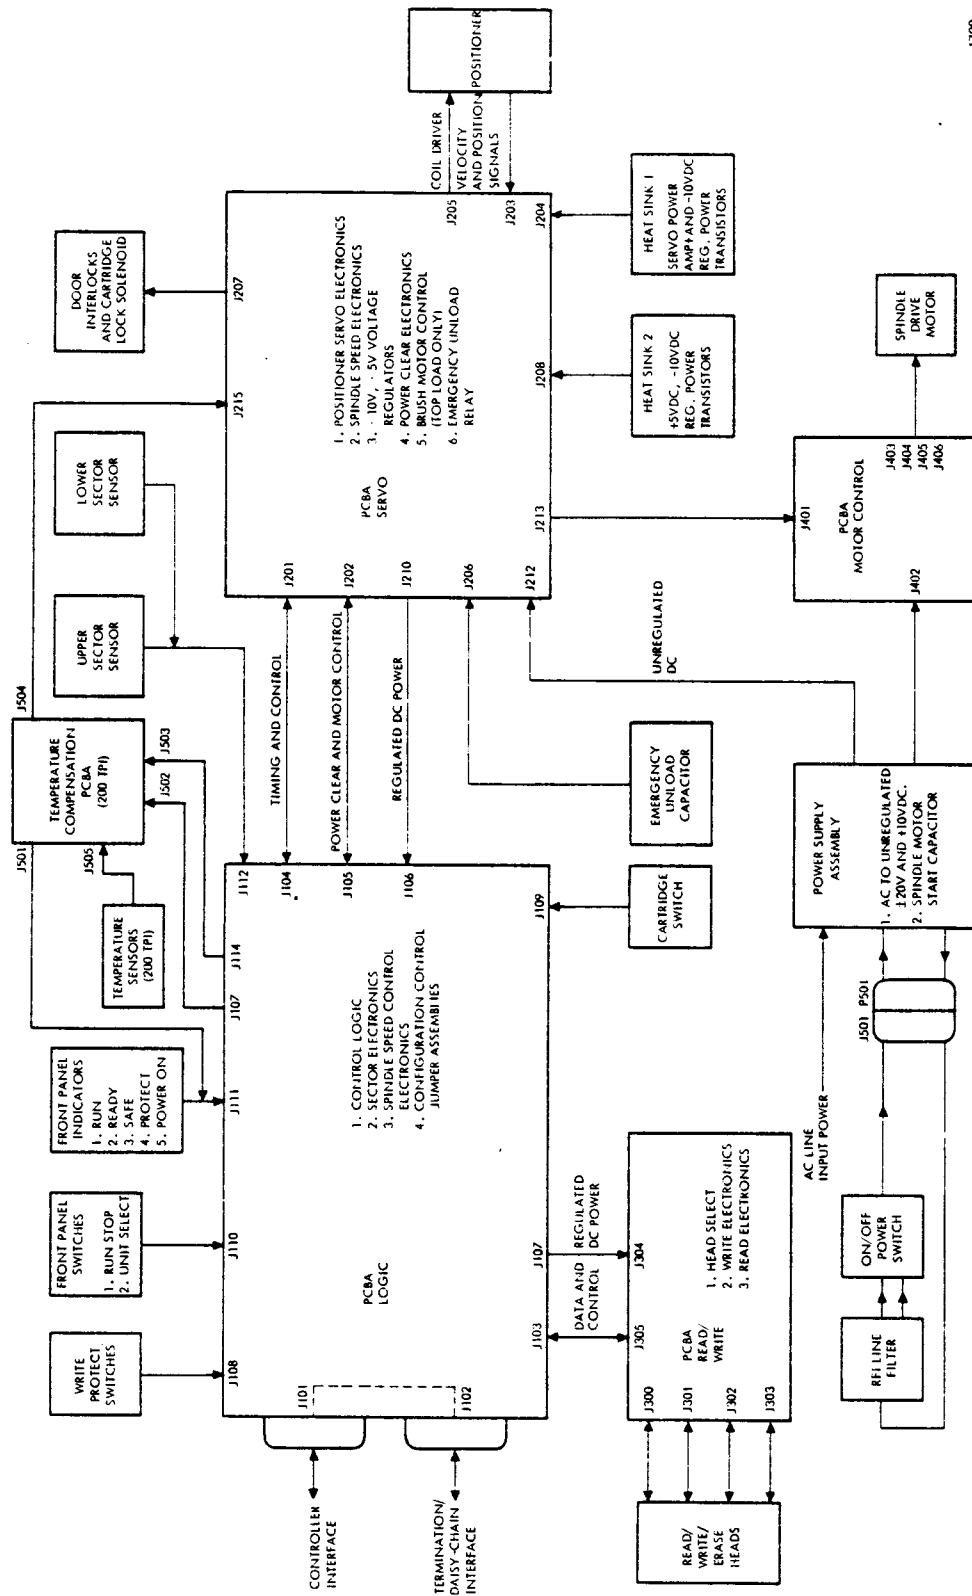 WRITE
PROTECT
SWITCHES
J108
FRONT PANEL
SWITCHES
1. RUN STOP
2. UNIT SELECT
J110
FRONT PANEL
INDICATORS
1. RUN
2. READY
3. SAFE
4. PROTECT
5. POWER ON
J111
TEMPERATURE
SENSORS
(200 TPI)
J505
J501
TEMPERATURE
COMPENSATION
PCBA
(200 TPI)
J504
J502
J503
J107
J114
UPPER
SECTOR
SENSOR
LOWER
SECTOR
SENSOR
J112
J215
DOOR
INTERLOCKS
AND CARTRIDGE
LOCK SOLENOID
J207
CONTROLLER
INTERFACE
J101
TERMINATION/
DAISY-CHAIN
INTERFACE
J102
PCBA
LOGIC
1. CONTROL LOGIC
2. SECTOR ELECTRONICS
3. SPINDLE SPEED CONTROL
ELECTRONICS
4. CONFIGURATION CONTROL
JUMPER ASSEMBLIES
J104
TIMING AND CONTROL
J201
J105
POWER CLEAR AND MOTOR CONTROL
J202
J106
REGULATED DC POWER
J210
PCBA
SERVO
1. POSITIONER SERVO ELECTRONICS
2. SPINDLE SPEED ELECTRONICS
3. 10V, 5V VOLTAGE
REGULATORS
4. POWER CLEAR ELECTRONICS
5. BRUSH MOTOR CONTROL
(TOP LOAD ONLY)
6. EMERGENCY UNLOAD
RELAY
J205
COIL DRIVER
VELOCITY
AND POSITION
SIGNALS
J203
POSITIONER
J204
J206
J212
J213
J208
J109
CARTRIDGE
SWITCH
EMERGENCY
UNLOAD
CAPACITOR
UNREGULATED
DC
HEAT SINK 2
+5VDC, -10VDC
REG. POWER
TRANSISTORS
HEAT SINK 1
SERVO POWER
AMP+ AND -10VDC
REG. POWER
TRANSISTORS
J103
DATA AND
CONTROL
J107
REGULATED
DC POWER
J305
J304
PCBA
READ/
WRITE
1. HEAD SELECT
2. WRITE ELECTRONICS
3. READ ELECTRONICS
J300
J301
J302
J303
READ/
WRITE/
ERASE
HEADS
AC LINE
INPUT POWER
RFI LINE
FILTER
ON/OFF
POWER
SWITCH
J501 P501
POWER SUPPLY
ASSEMBLY
1. AC TO UNREGULATED
±20V AND ±10VDC.
2. SPINDLE MOTOR
START CAPACITOR
J401
J402
PCBA
MOTOR CONTROL
J403
J404
J405
J406
SPINDLE
DRIVE
MOTOR